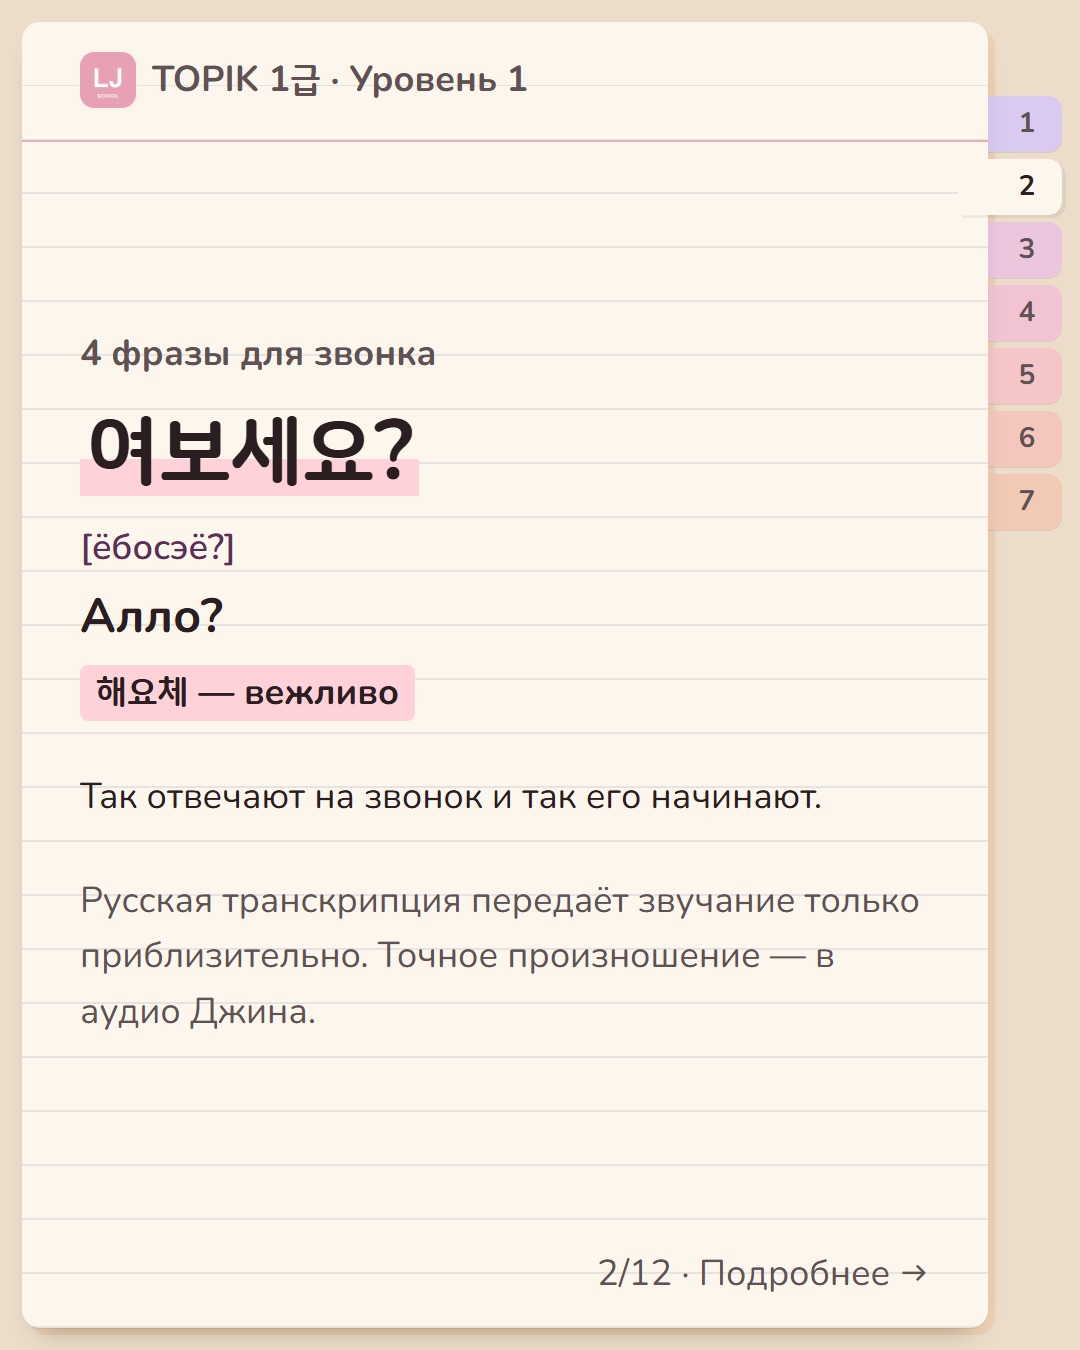 LJ
SCHOOL
TOPIK 1급 · Уровень 1
1
2
3
4
5
6
7
4 фразы для звонка
여보세요?
[ёбосэё?]
Алло?
해요체 — вежливо
Так отвечают на звонок и так его начинают.
Русская транскрипция передаёт звучание только
приблизительно. Точное произношение — в
аудио Джина.
2/12 · Подробнее →